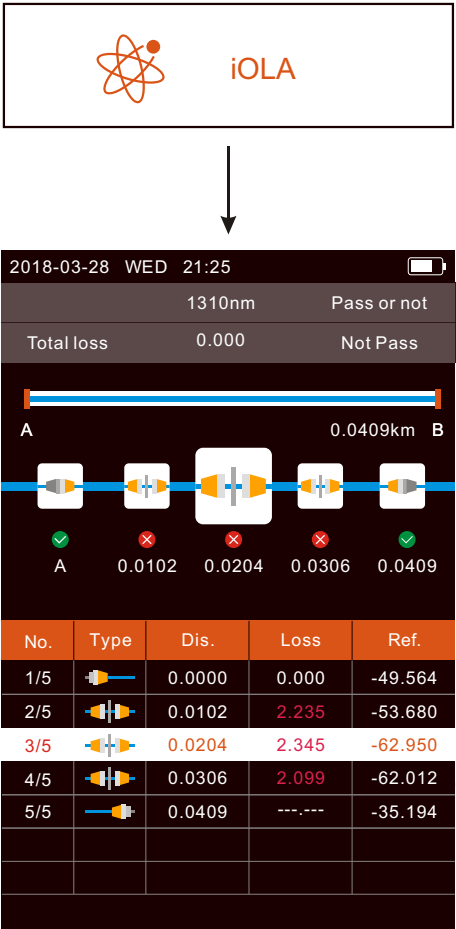 iOLA
2018-03-28 WED 21:25
1310nm Pass or not
Total loss 0.000 Not Pass
A 0.0409km B
A 0.0102 0.0204 0.0306 0.0409
No. Type Dis. Loss Ref.
1/5 0.0000 0.000 -49.564
2/5 0.0102 2.235 -53.680
3/5 0.0204 2.345 -62.950
4/5 0.0306 2.099 -62.012
5/5 0.0409 ---.--- -35.194